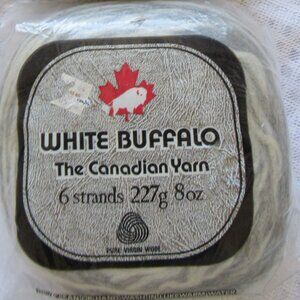 WHITE BUFFALO
The Canadian Yarn
6 strands 227g 8oz
PURE VIRGIN WOOL